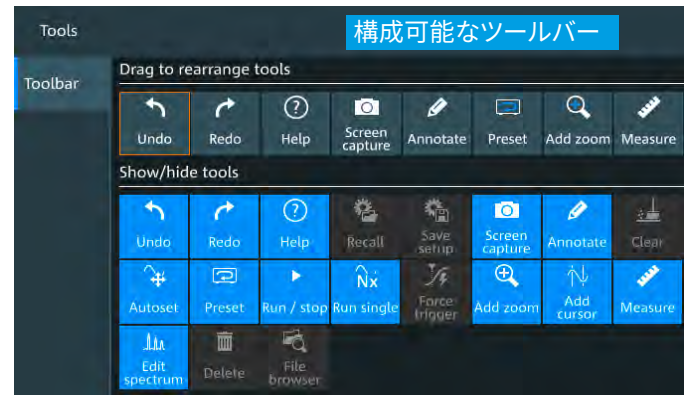 Tools
構成可能なツールバー
Toolbar
Drag to rearrange tools
Undo
Redo
Help
Screen
capture
Annotate
Preset
Add zoom
Measure
Show/hide tools
Undo
Redo
Help
Recall
Save
setup
Screen
capture
Annotate
Clear
Autoset
Preset
Run / stop
Run single
Force
trigger
Add zoom
Add
cursor
Measure
Edit
spectrum
Delete
File
browser